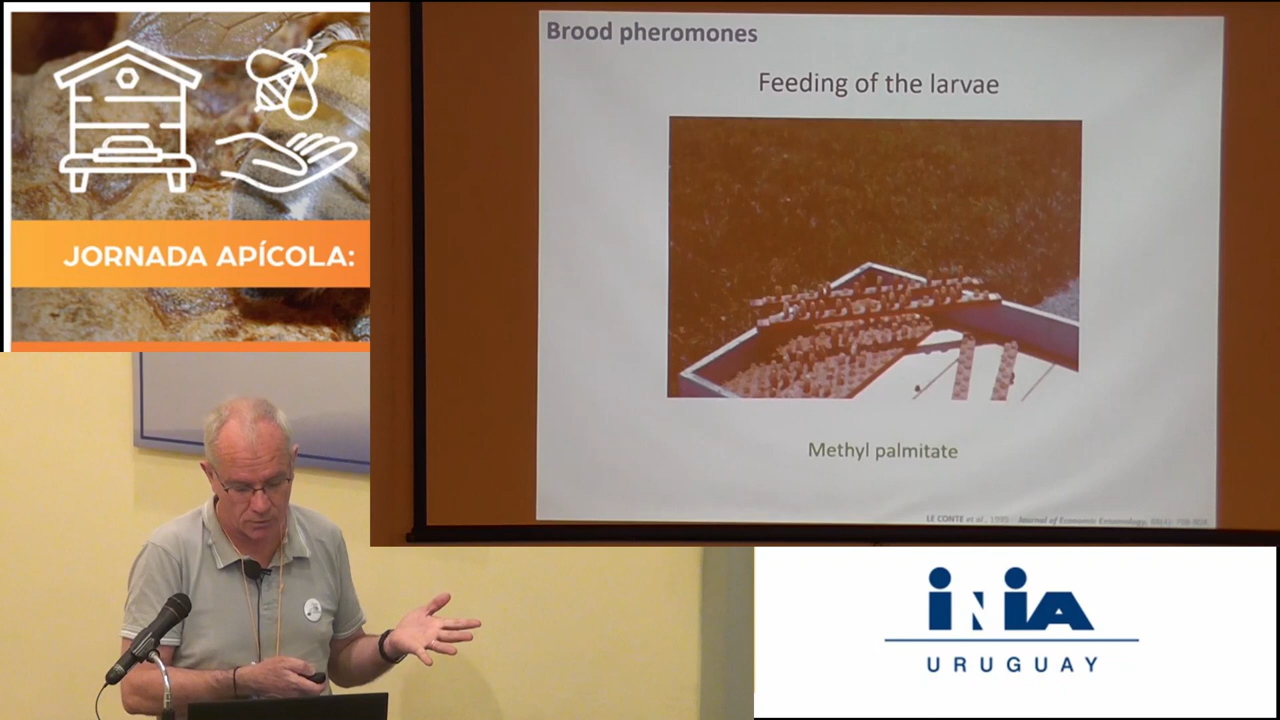 JORNADA APÍCOLA:
Brood pheromones
Feeding of the larvae
Methyl palmitate
LE CONTE et al., 1995 Journal of Economic Entomology,
INIA
URUGUAY